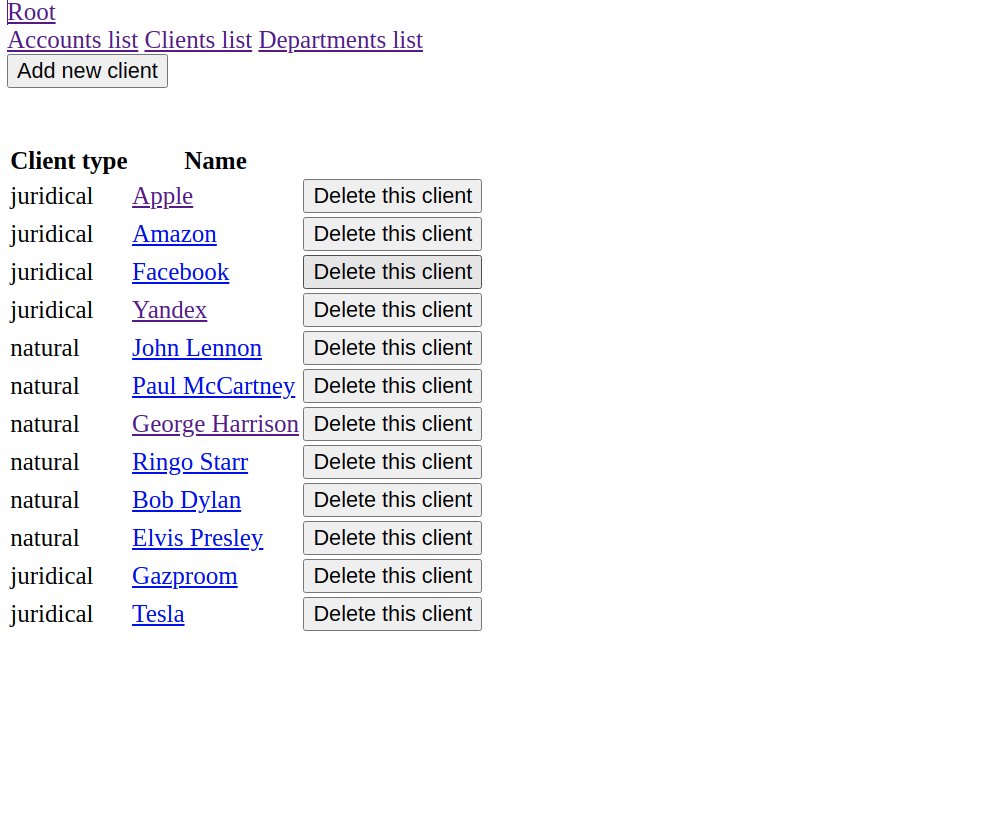 Root
Accounts list Clients list Departments list
Add new client
Client type Name
juridical Apple Delete this client
juridical Amazon Delete this client
juridical Facebook Delete this client
juridical Yandex Delete this client
natural John Lennon Delete this client
natural Paul McCartney Delete this client
natural George Harrison Delete this client
natural Ringo Starr Delete this client
natural Bob Dylan Delete this client
natural Elvis Presley Delete this client
juridical Gazproom Delete this client
juridical Tesla Delete this client